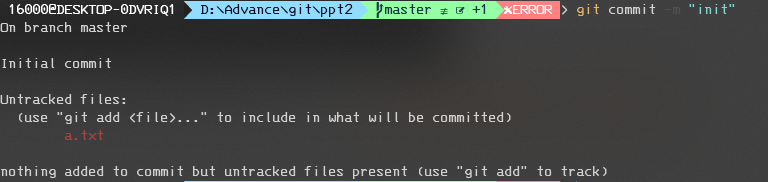 16000@DESKTOP-0DVRIQ1 D:\Advance\git\ppt2 master ≢ +1 ✘ERROR > git commit -m "init"
On branch master
Initial commit
Untracked files:
(use "git add <file>..." to include in what will be committed)
a.txt
nothing added to commit but untracked files present (use "git add" to track)